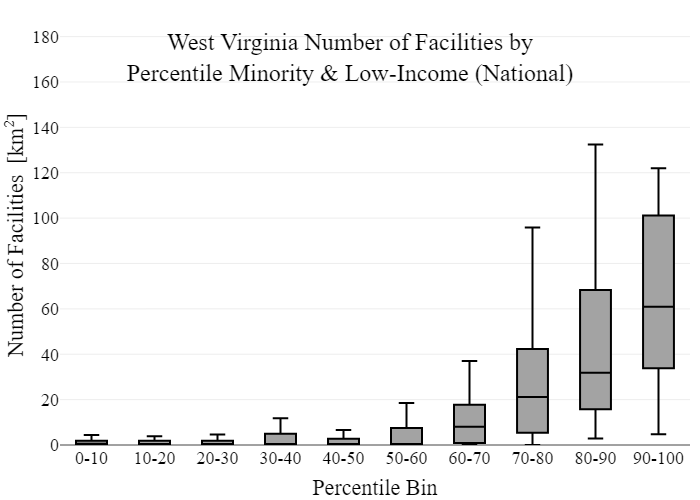 West Virginia Number of Facilities by
Percentile Minority & Low-Income (National)
Number of Facilities [km²]
180
160
140
120
100
80
60
40
20
0
0-10 10-20 20-30 30-40 40-50 50-60 60-70 70-80 80-90 90-100
Percentile Bin